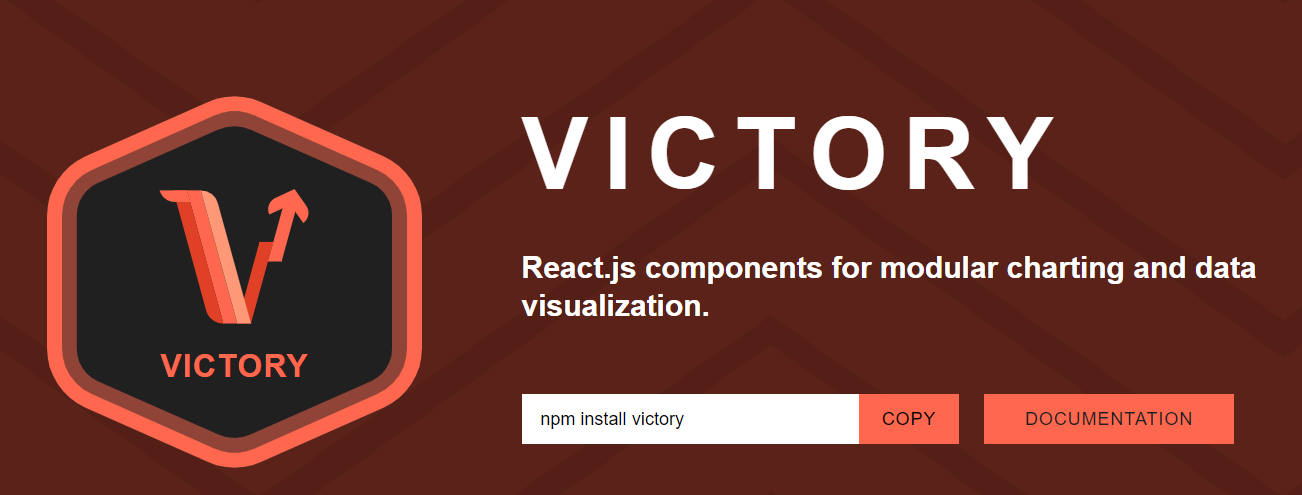 VICTORY
VICTORY
React.js components for modular charting and data
visualization.
npm install victory
COPY
DOCUMENTATION